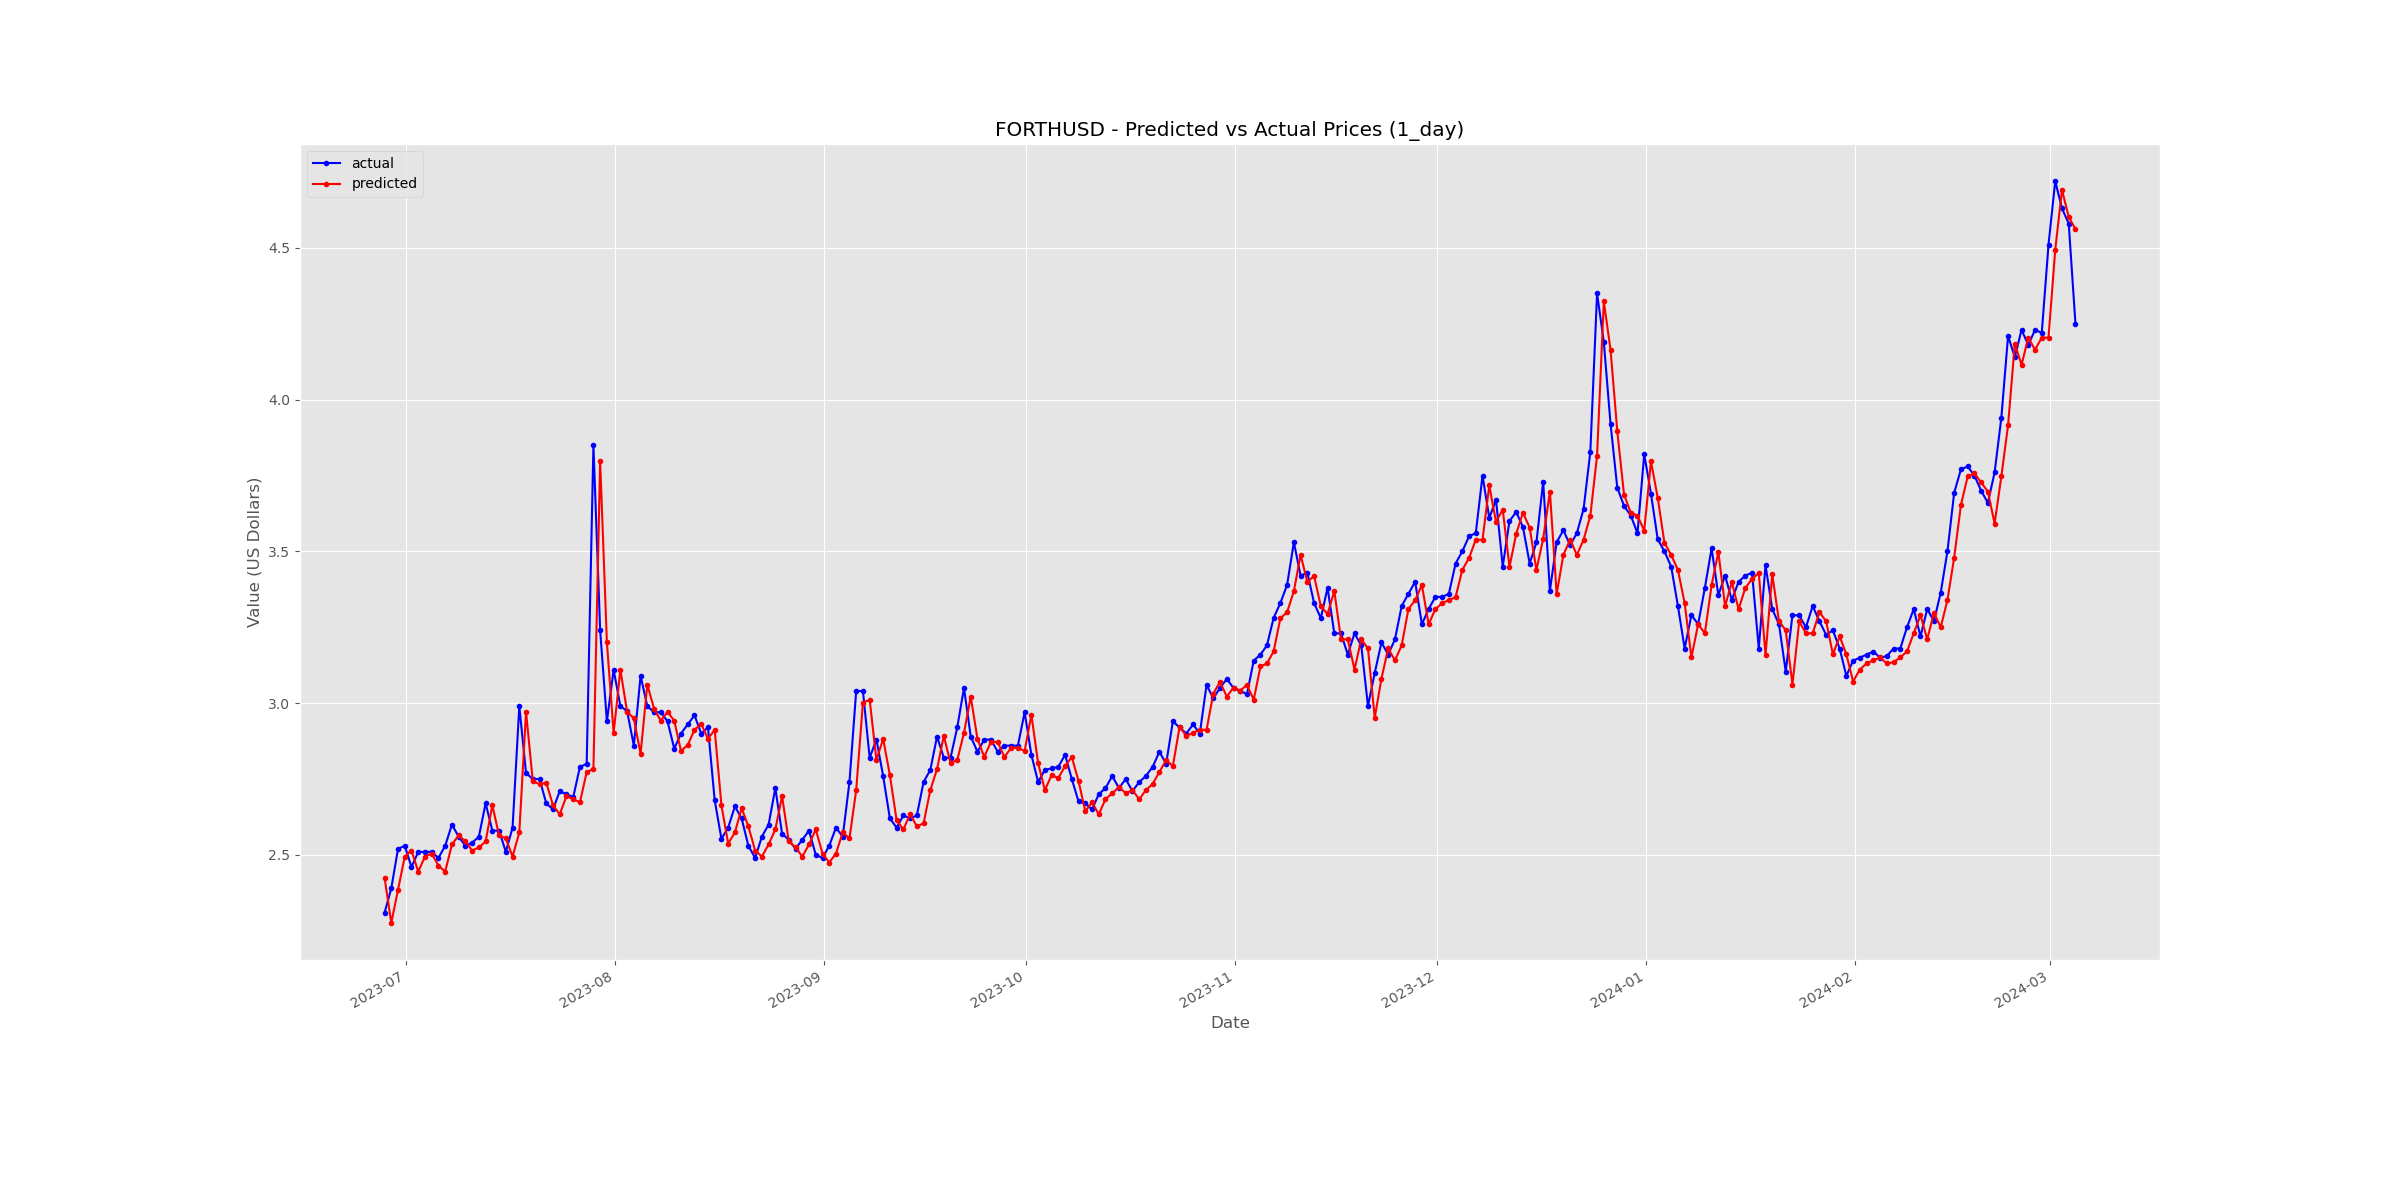 FORTHUSD - Predicted vs Actual Prices (1_day)
actual
predicted
Value (US Dollars)
4.5
4.0
3.5
3.0
2.5
2023-07
2023-08
2023-09
2023-10
2023-11
2023-12
2024-01
2024-02
2024-03
Date